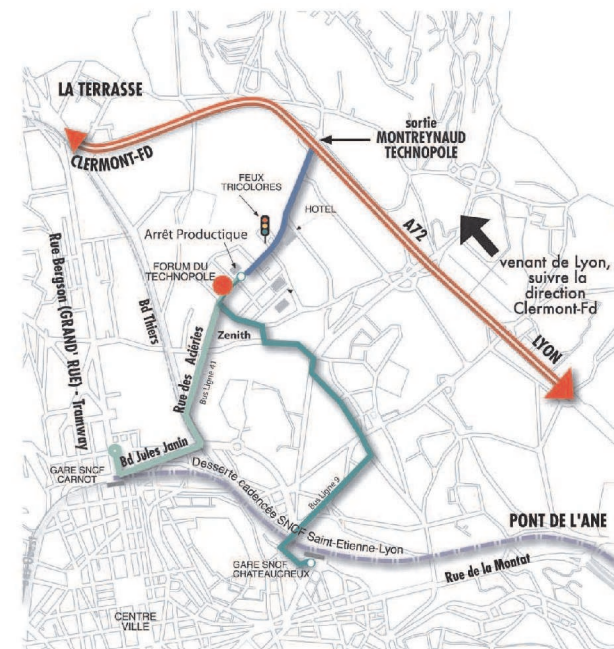 LA TERRASSE
sortie
MONTREYNAUD
TECHNOPOLE
CLERMONT-FD
FEUX
TRICOLORES
HOTEL
A72
Arrêt Productique
venant de Lyon,
suivre la
direction
Clermont-Fd
FORUM DU
TECHNOPOLE
Rue Bergson (GRAND' RUE) - Tramway
Bd Thiers
Zenith
LYON
Rue des Aciéries
Bus Ligne 41
Bd Jules Janin
GARE SNCF
CARNOT
Desserte cadencée SNCF Saint-Etienne-Lyon
Bus Ligne 9
PONT DE L'ANE
GARE SNCF
CHATEAUCREUX
Rue de la Montat
CENTRE
VILLE